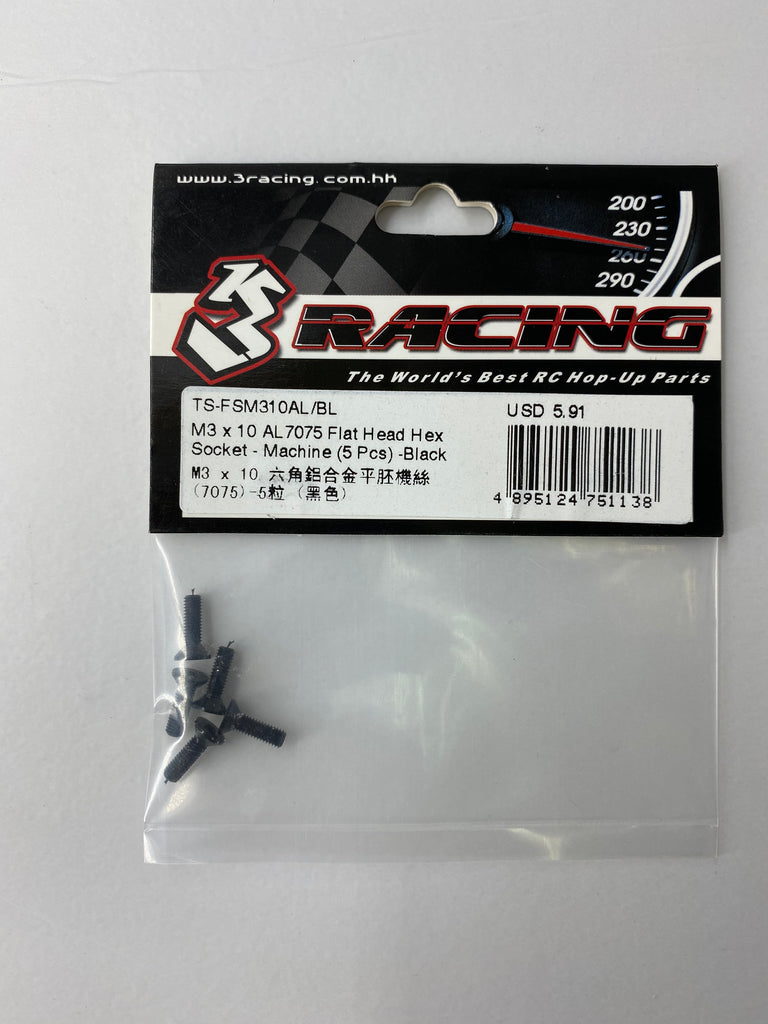 www.3racing.com.hk
200
230
260
290
3 RACING
The World's Best RC Hop-Up Parts
TS-FSM310AL/BL
USD 5.91
M3 x 10 AL7075 Flat Head Hex
Socket - Machine (5 Pcs) -Black
M3 x 10 六角鋁合金平胚機絲
(7075)-5粒 (黑色)
4 895124 751138